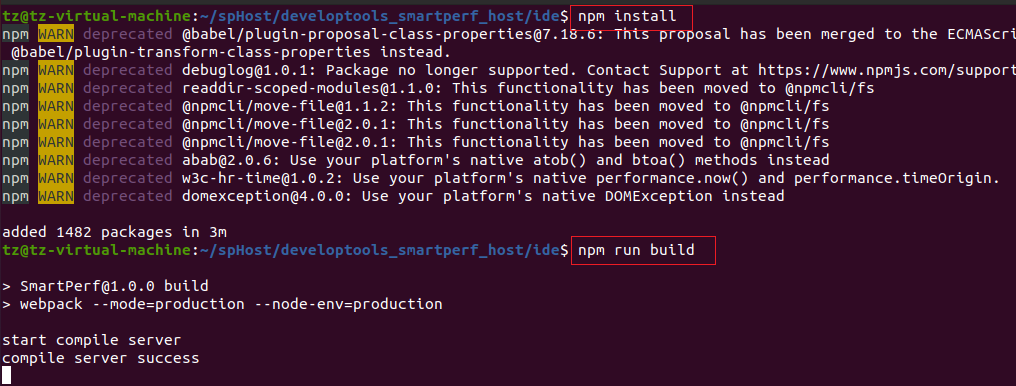 tz@tz-virtual-machine:~/spHost/developtools_smartperf_host/ide$ npm install
npm WARN deprecated @babel/plugin-proposal-class-properties@7.18.6: This proposal has been merged to the ECMAScri
 @babel/plugin-transform-class-properties instead.
npm WARN deprecated debuglog@1.0.1: Package no longer supported. Contact Support at https://www.npmjs.com/support
npm WARN deprecated readdir-scoped-modules@1.1.0: This functionality has been moved to @npmcli/fs
npm WARN deprecated @npmcli/move-file@1.1.2: This functionality has been moved to @npmcli/fs
npm WARN deprecated @npmcli/move-file@2.0.1: This functionality has been moved to @npmcli/fs
npm WARN deprecated @npmcli/move-file@2.0.1: This functionality has been moved to @npmcli/fs
npm WARN deprecated abab@2.0.6: Use your platform's native atob() and btoa() methods instead
npm WARN deprecated w3c-hr-time@1.0.2: Use your platform's native performance.now() and performance.timeOrigin.
npm WARN deprecated domexception@4.0.0: Use your platform's native DOMException instead
added 1482 packages in 3m
tz@tz-virtual-machine:~/spHost/developtools_smartperf_host/ide$ npm run build
> SmartPerf@1.0.0 build
> webpack --mode=production --node-env=production
start compile server
compile server success